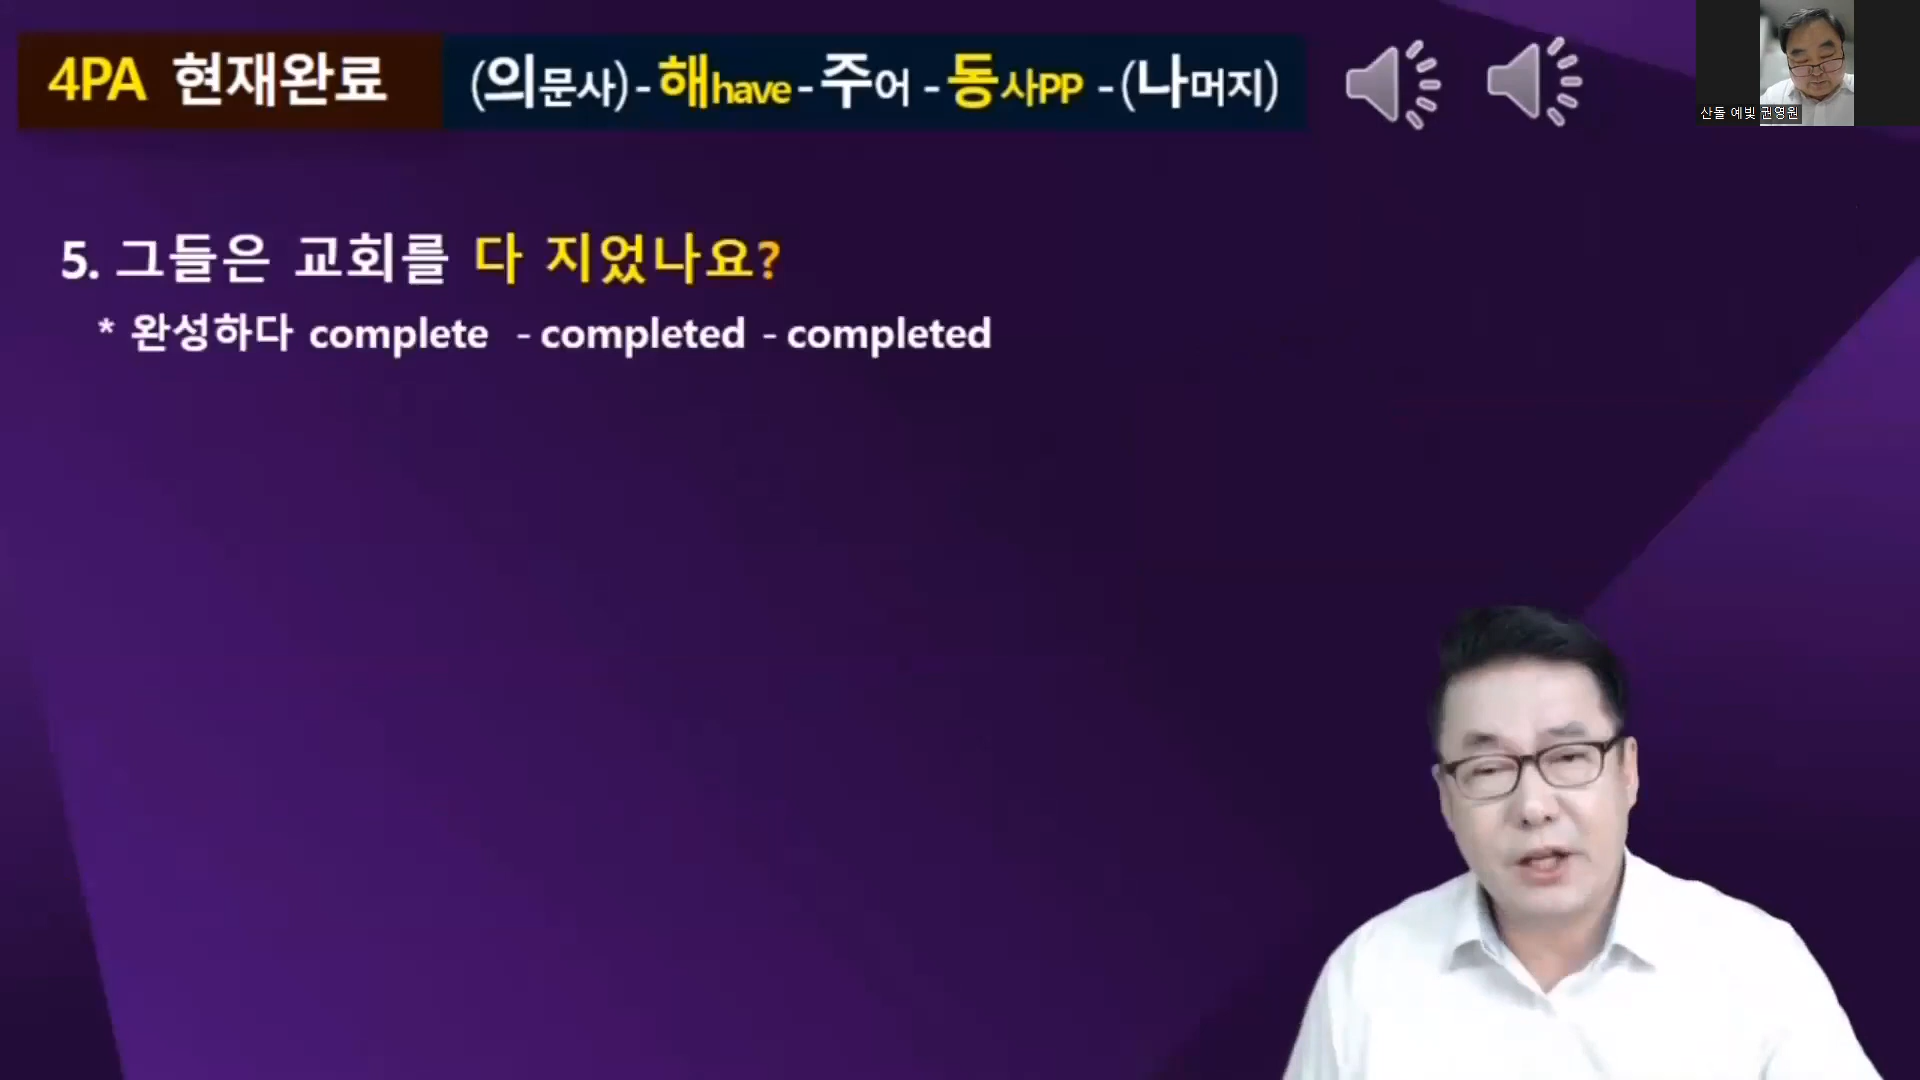 4PA 현재완료 (의문사) - 해have - 주어 - 동사PP - (나머지)
산돌 예빛 권영원
5. 그들은 교회를 다 지었나요?
* 완성하다 complete - completed - completed